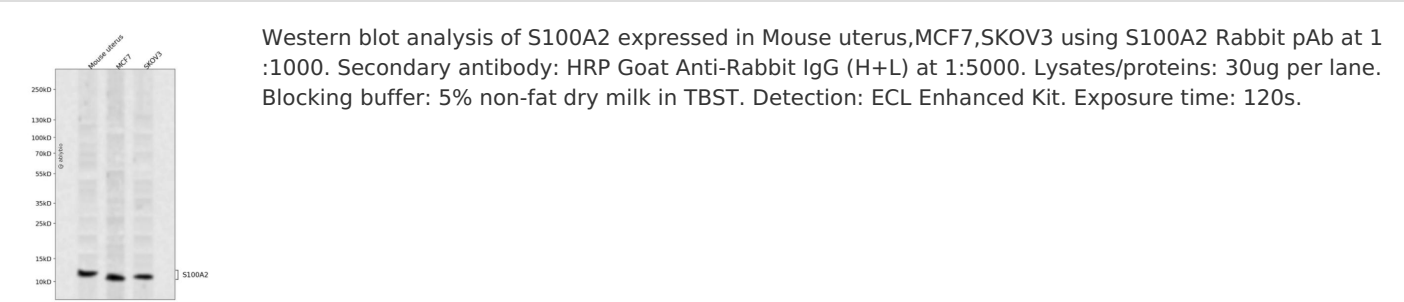 Mouse uterus
MCF7
SKOV3
Western blot analysis of S100A2 expressed in Mouse uterus,MCF7,SKOV3 using S100A2 Rabbit pAb at 1
:1000. Secondary antibody: HRP Goat Anti-Rabbit IgG (H+L) at 1:5000. Lysates/proteins: 30ug per lane.
Blocking buffer: 5% non-fat dry milk in TBST. Detection: ECL Enhanced Kit. Exposure time: 120s.
250kD
130kD
100kD
70kD
55kD
35kD
25kD
15kD
10kD
S100A2